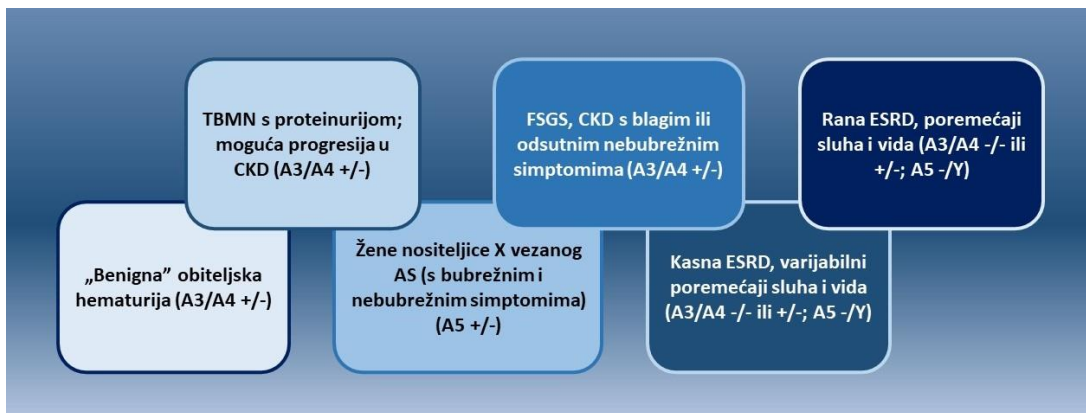 TBMN s proteinurijom;
moguća progresija u
CKD (A3/A4 +/-)
FSGS, CKD s blagim ili
odsutnim nebubrežnim
simptomima (A3/A4 +/-)
Rana ESRD, poremećaji
sluha i vida (A3/A4 -/- ili
+/-; A5 -/Y)
„Benigna” obiteljska
hematurija (A3/A4 +/-)
Žene nositeljice X vezanog
AS (s bubrežnim i
nebubrežnim simptomima)
(A5 +/-)
Kasna ESRD, varijabilni
poremećaji sluha i vida
(A3/A4 -/- ili +/-; A5 -/Y)